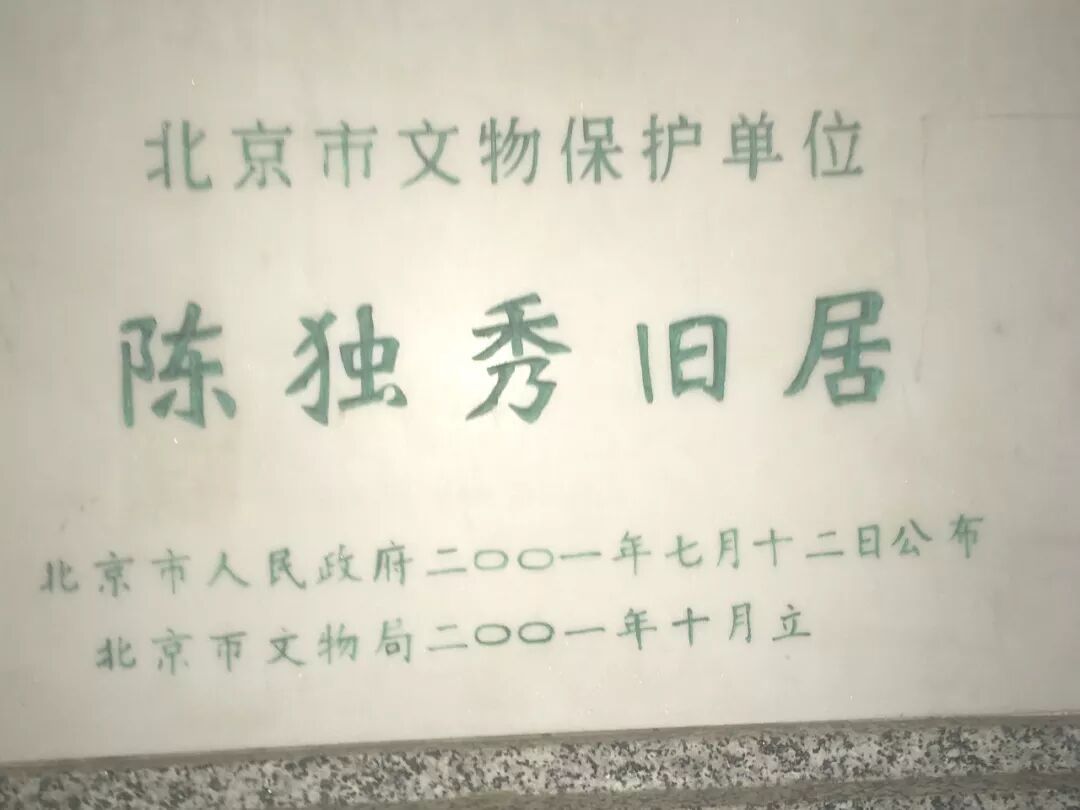 北京市文物保护单位
陈独秀旧居
北京市人民政府二〇〇一年七月十二日公布
北京市文物局二〇〇一年十月立